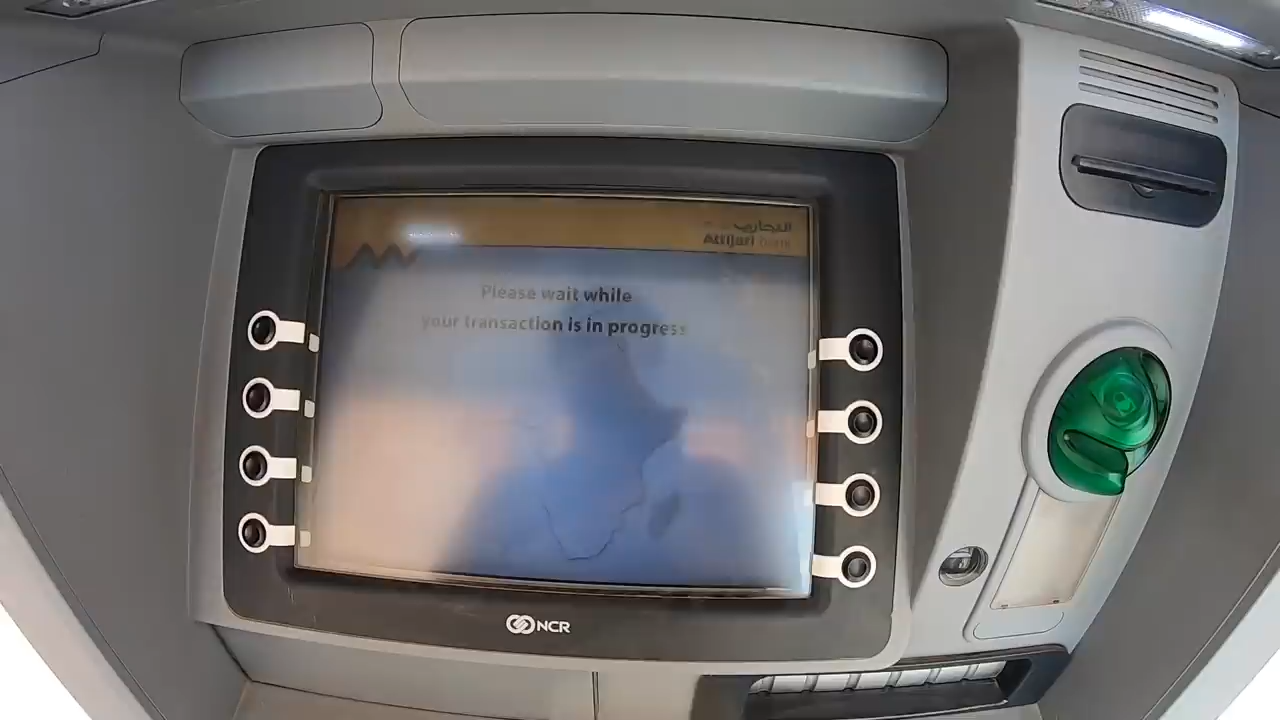 التجاري
Attijari bank
Please wait while
your transaction is in progress
NCR